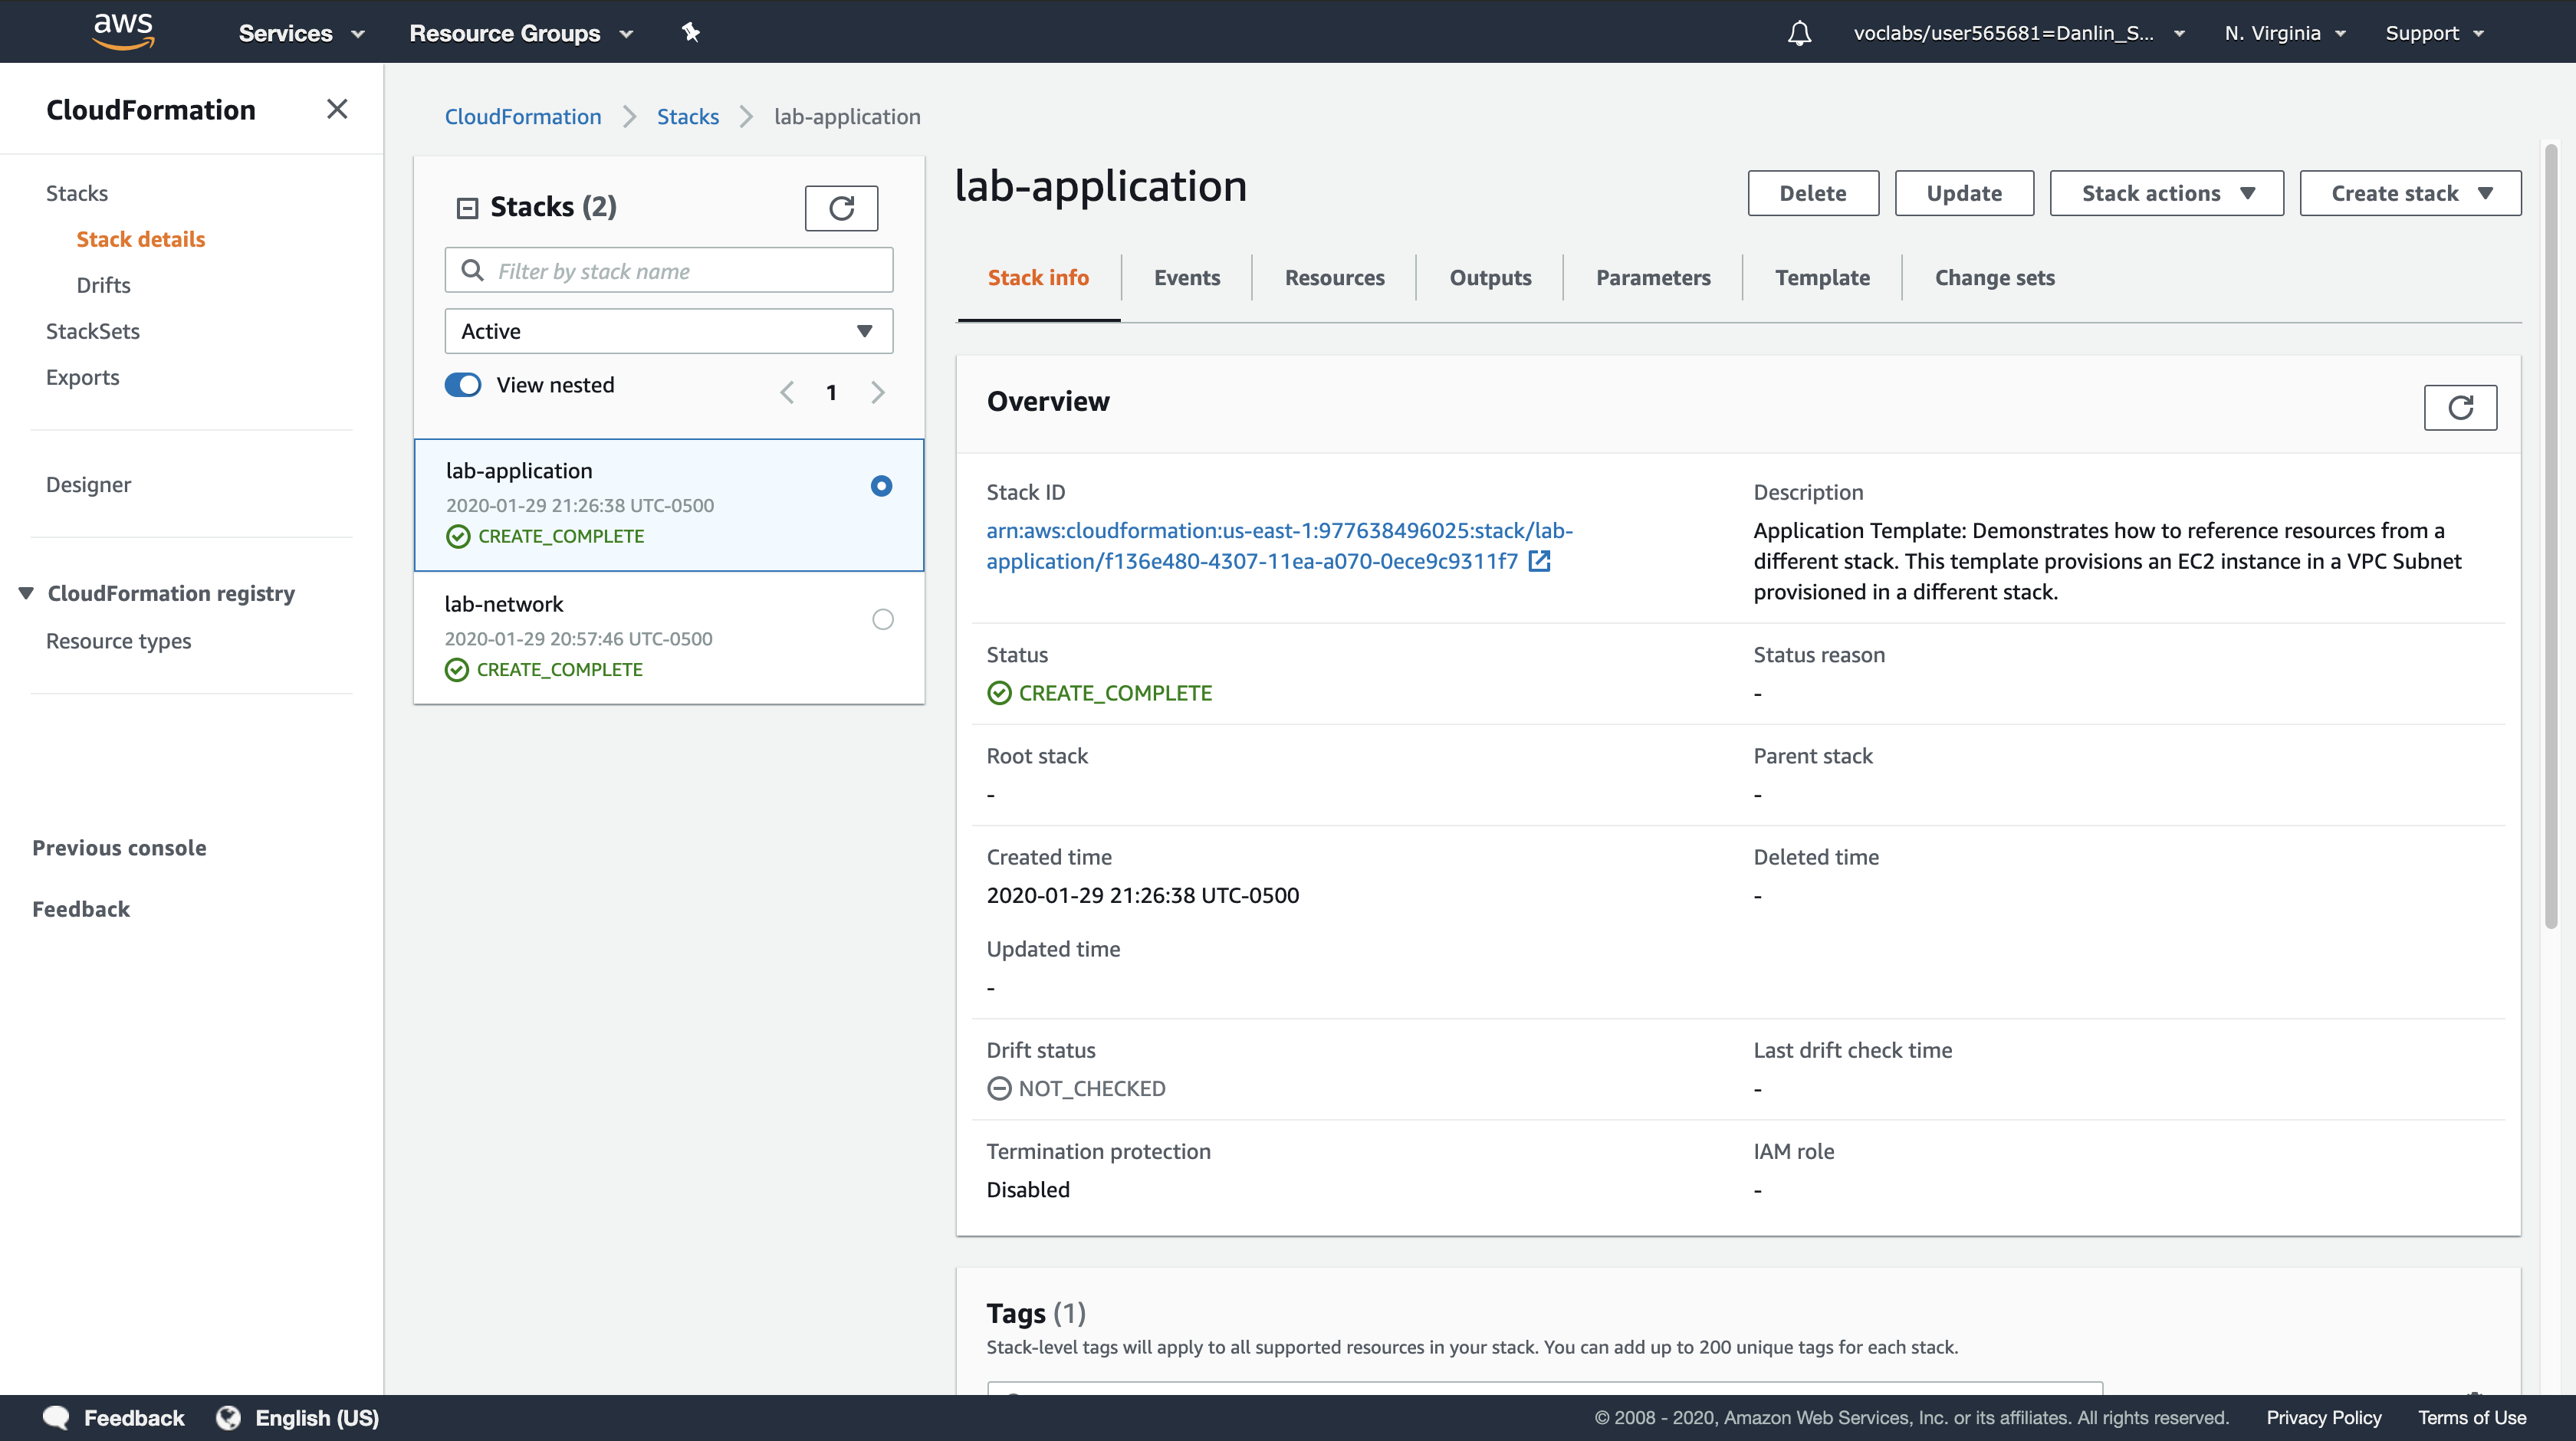 aws
Services
Resource Groups
voclabs/user565681=Danlin_S...
N. Virginia
Support
CloudFormation
Stacks
Stack details
Drifts
StackSets
Exports
Designer
CloudFormation registry
Resource types
Previous console
Feedback
CloudFormation
Stacks
lab-application
Stacks (2)
Filter by stack name
Active
View nested
1
lab-application
2020-01-29 21:26:38 UTC-0500
CREATE_COMPLETE
lab-network
2020-01-29 20:57:46 UTC-0500
CREATE_COMPLETE
lab-application
Delete
Update
Stack actions
Create stack
Stack info
Events
Resources
Outputs
Parameters
Template
Change sets
Overview
Stack ID
arn:aws:cloudformation:us-east-1:977638496025:stack/lab-
application/f136e480-4307-11ea-a070-0ece9c9311f7
Description
Application Template: Demonstrates how to reference resources from a
different stack. This template provisions an EC2 instance in a VPC Subnet
provisioned in a different stack.
Status
CREATE_COMPLETE
Status reason
-
Root stack
-
Parent stack
-
Created time
2020-01-29 21:26:38 UTC-0500
Deleted time
-
Updated time
-
Drift status
NOT_CHECKED
Last drift check time
-
Termination protection
Disabled
IAM role
-
Tags (1)
Stack-level tags will apply to all supported resources in your stack. You can add up to 200 unique tags for each stack.
Feedback
English (US)
© 2008 - 2020, Amazon Web Services, Inc. or its affiliates. All rights reserved.
Privacy Policy
Terms of Use